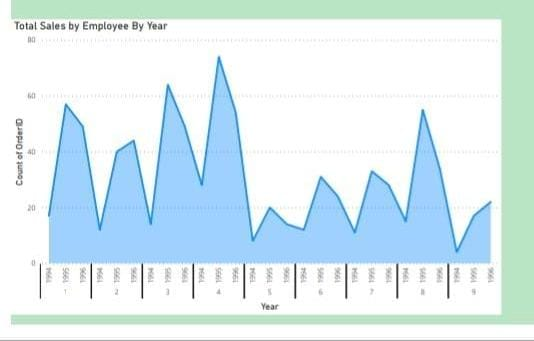 Total Sales by Employee By Year
80
60
40
20
0
Count of OrderID
1994 1995 1996 1994 1995 1996 1994 1995 1996 1994 1995 1996 1994 1995 1996 1994 1995 1996 1994 1995 1996 1994 1995 1996 1994 1995 1996
1 2 3 4 5 6 7 8 9
Year